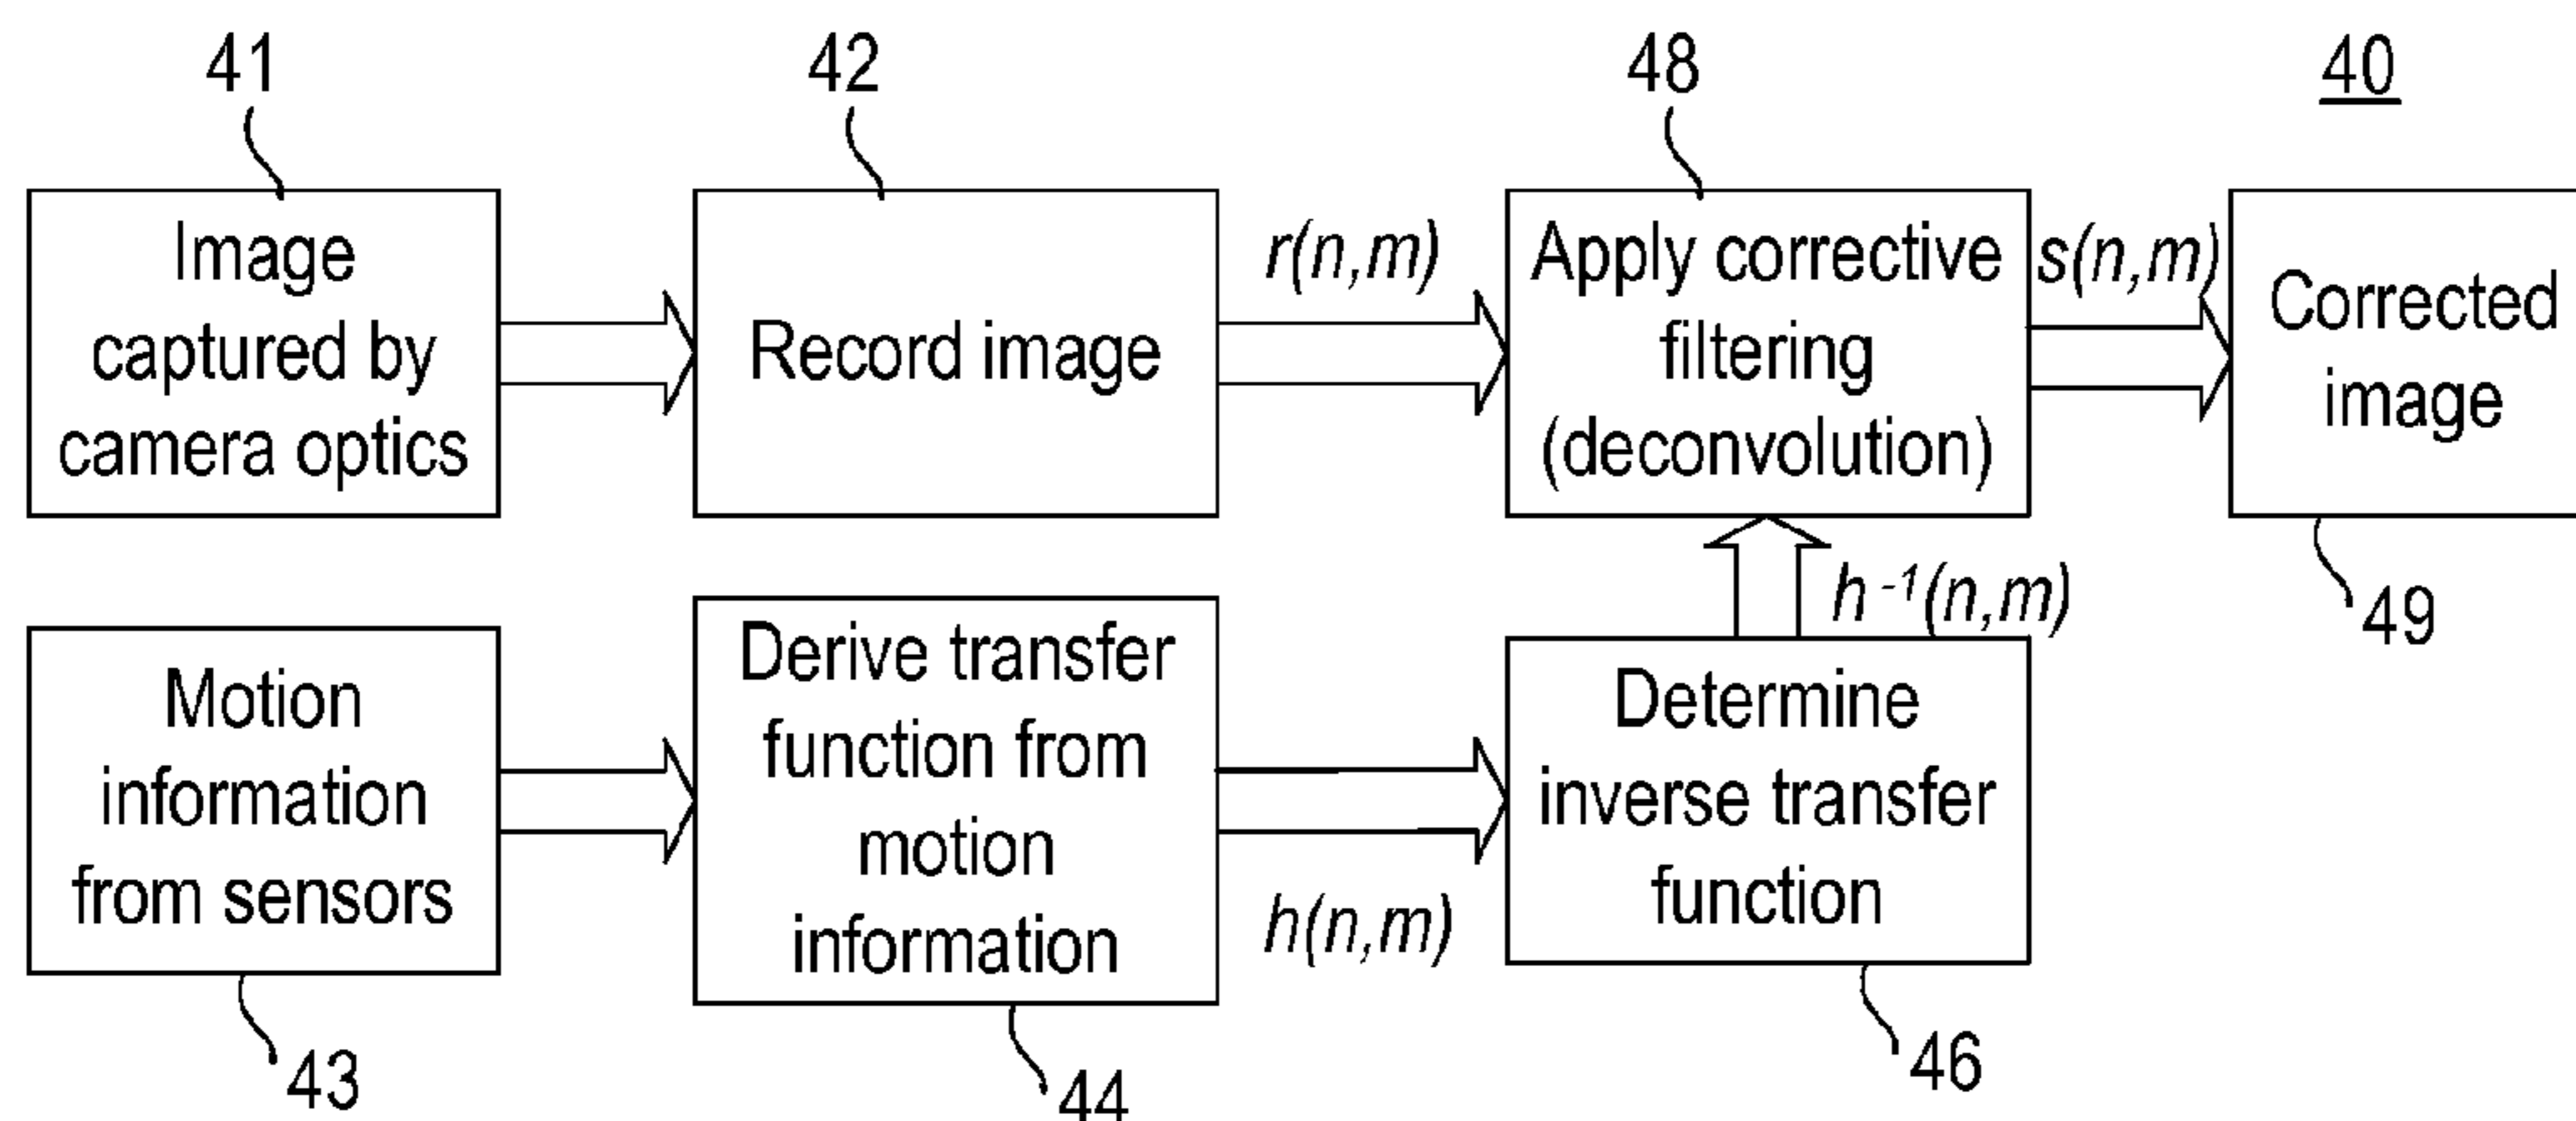 41
42
48
40
Image
captured by
camera optics
Record image
r(n,m)
Apply corrective
filtering
(deconvolution)
s(n,m)
Corrected
image
49
Motion
information
from sensors
43
Derive transfer
function from
motion
information
44
h(n,m)
Determine
inverse transfer
function
46
h⁻¹(n,m)